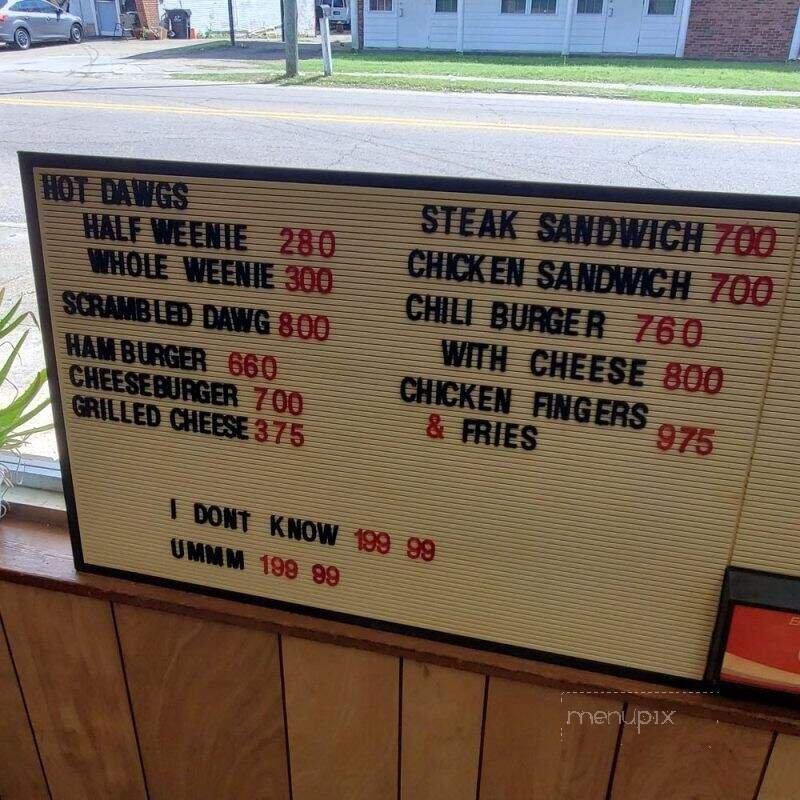 HOT DAWGS
HALF WEENIE 280
WHOLE WEENIE 300
SCRAMBLED DAWG 800
HAMBURGER 660
CHEESEBURGER 700
GRILLED CHEESE 375
STEAK SANDWICH 700
CHICKEN SANDWICH 700
CHILI BURGER 760
WITH CHEESE 800
CHICKEN FINGERS
& FRIES 975
I DONT KNOW 199 99
UMMM 199 99
menupix